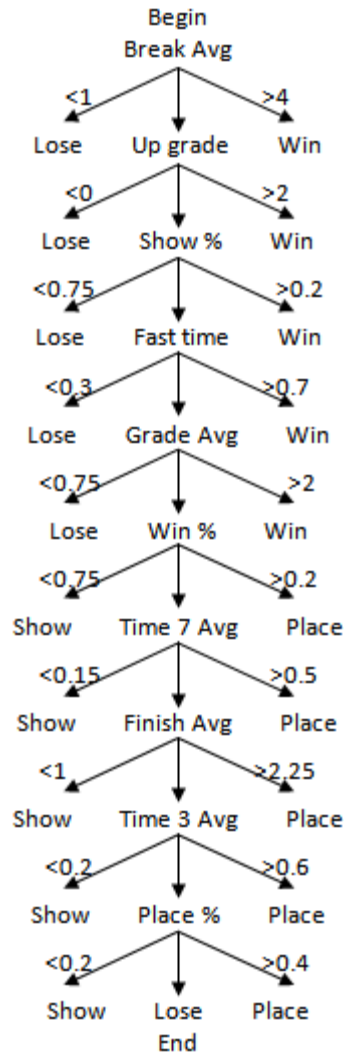 Begin
Break Avg
<1 >4
Lose Up grade Win
<0 >2
Lose Show % Win
<0.75 >0.2
Lose Fast time Win
<0.3 >0.7
Lose Grade Avg Win
<0.75 >2
Lose Win % Win
<0.75 >0.2
Show Time 7 Avg Place
<0.15 >0.5
Show Finish Avg Place
<1 >2.25
Show Time 3 Avg Place
<0.2 >0.6
Show Place % Place
<0.2 >0.4
Show Lose Place
End